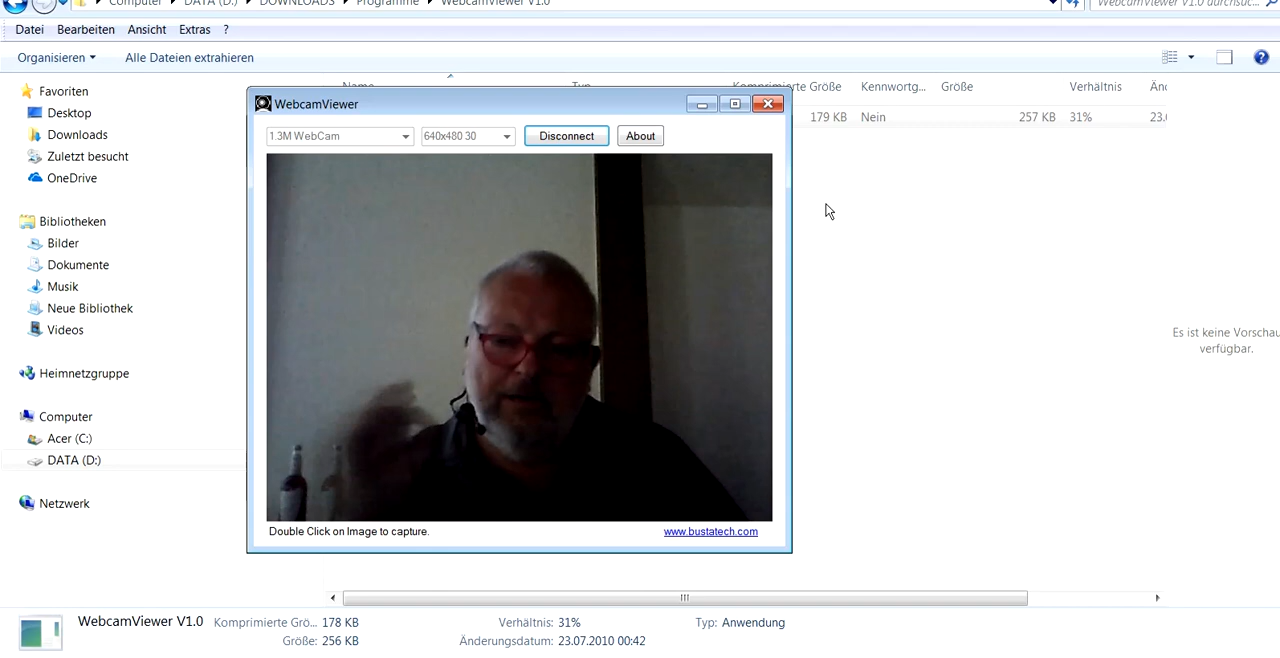 Computer DATA (D:) DOWNLOADS Programme WebcamViewer V1.0 WebcamViewer V1.0 durchsuc...
Datei Bearbeiten Ansicht Extras ?
Organisieren Alle Dateien extrahieren
Name Typ Komprimierte Größe Kennwortg... Größe Verhältnis
179 KB Nein 257 KB 31% 23.
Favoriten
Desktop
Downloads
Zuletzt besucht
OneDrive
Bibliotheken
Bilder
Dokumente
Musik
Neue Bibliothek
Videos
Heimnetzgruppe
Computer
Acer (C:)
DATA (D:)
Netzwerk
WebcamViewer
1.3M WebCam 640x480 30 Disconnect About
Double Click on Image to capture. www.bustatech.com
Es ist keine Vorschau
verfügbar.
WebcamViewer V1.0 Komprimierte Grö... 178 KB Verhältnis: 31% Typ: Anwendung
Größe: 256 KB Änderungsdatum: 23.07.2010 00:42